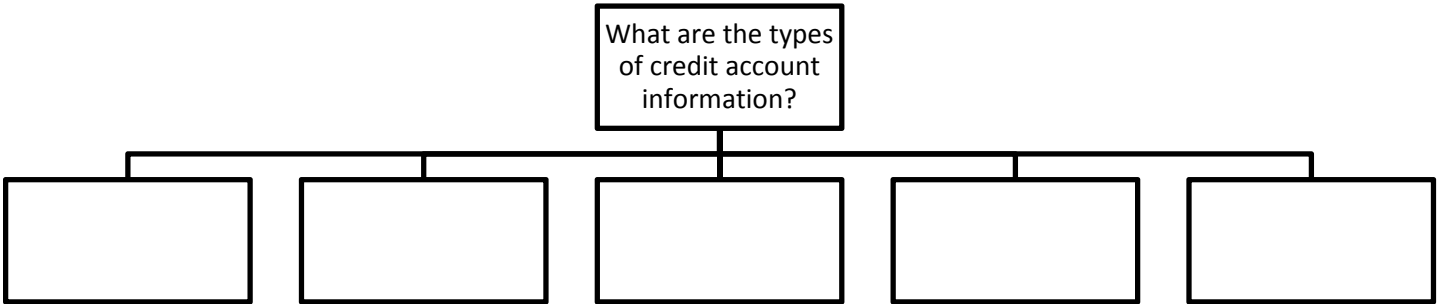 What are the types
of credit account
information?